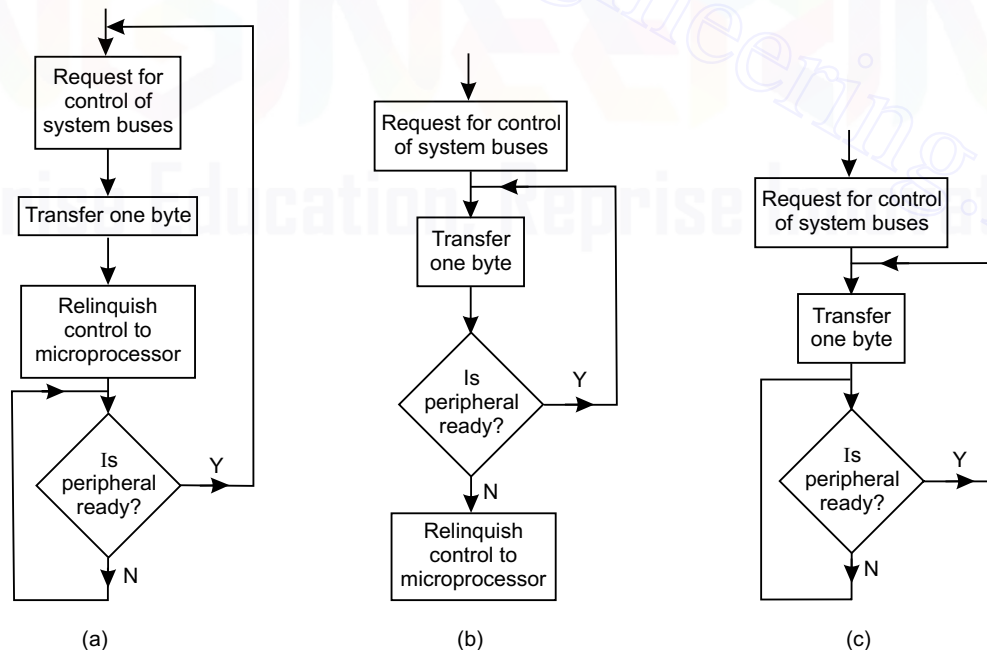 Request for
control of
system buses
Transfer one byte
Relinquish
control to
microprocessor
Is
peripheral
ready?
Y
N
(a)
Request for control
of system buses
Transfer
one byte
Is
peripheral
ready?
Y
N
Relinquish
control to
microprocessor
(b)
Request for control
of system buses
Transfer
one byte
Is
peripheral
ready?
Y
N
(c)
Education Reprise